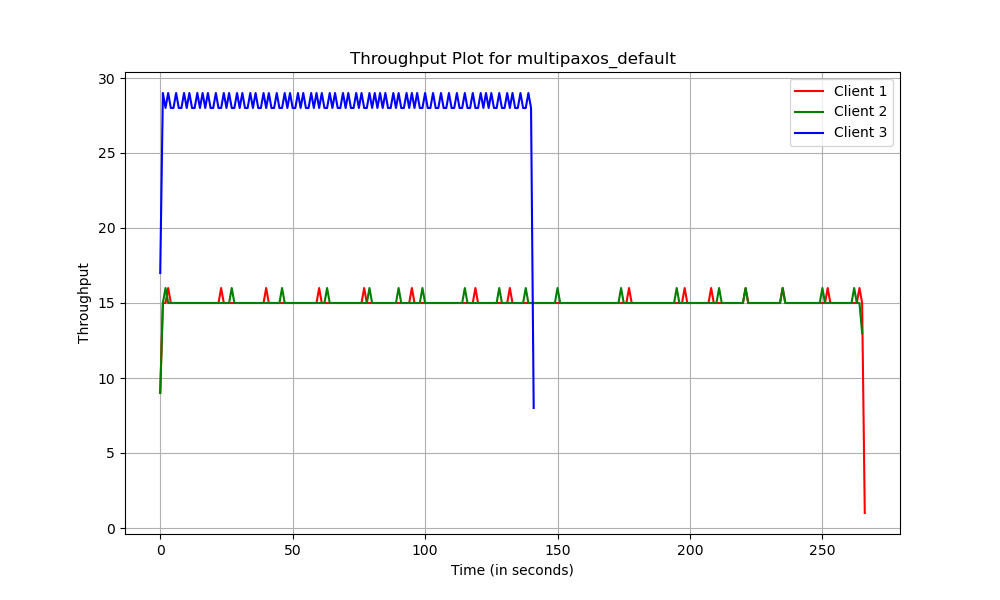 Throughput Plot for multipaxos_default
Client 1
Client 2
Client 3
Throughput
30
25
20
15
10
5
0
0 50 100 150 200 250
Time (in seconds)